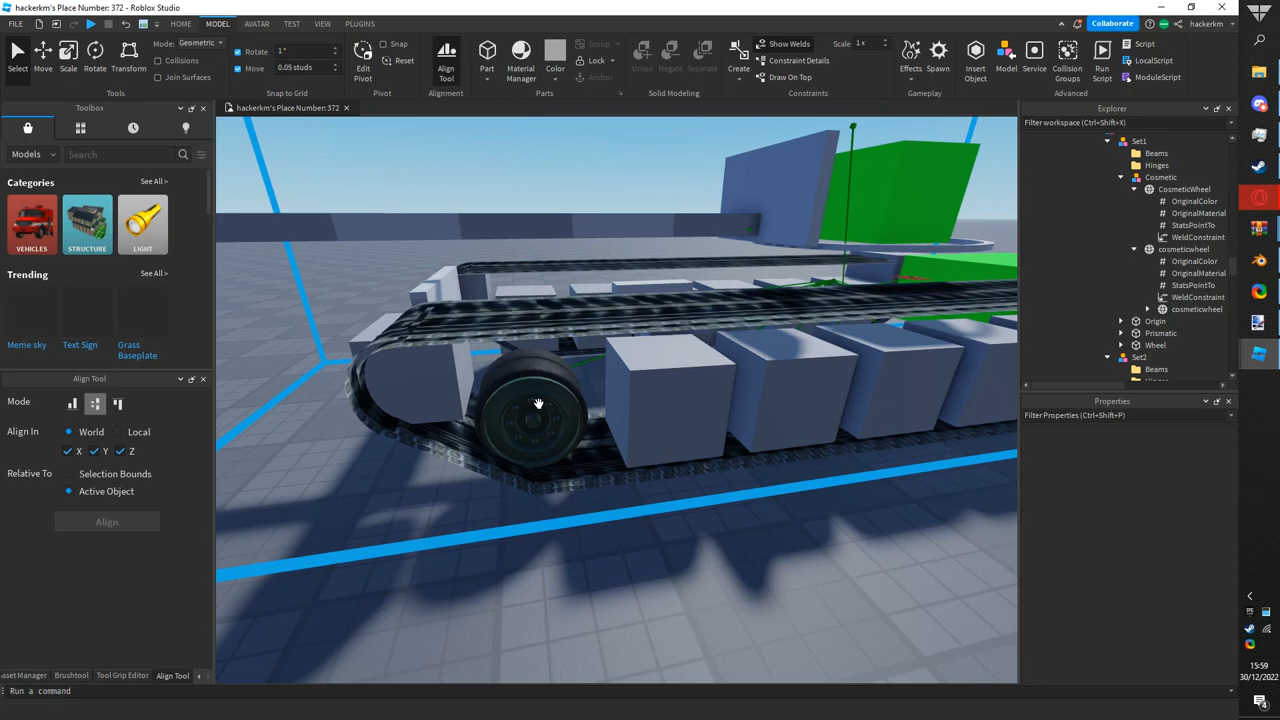 hackerkm's Place Number: 372 - Roblox Studio
FILE
HOME
MODEL
AVATAR
TEST
VIEW
PLUGINS
Collaborate
hackerkm
Select
Move
Scale
Rotate
Transform
Mode: Geometric
Collisions
Join Surfaces
Tools
Rotate 1°
Move 0.05 studs
Snap to Grid
Edit Pivot
Snap
Reset
Pivot
Align Tool
Alignment
Part
Material Manager
Color
Group
Lock
Anchor
Parts
Union
Negate
Separate
Solid Modeling
Create
Show Welds
Constraint Details
Draw On Top
Scale 1x
Constraints
Effects
Spawn
Gameplay
Insert Object
Model
Service
Collision Groups
Run Script
Script
LocalScript
ModuleScript
Advanced
Toolbox
hackerkm's Place Number: 372
Explorer
Models
Search
Filter workspace (Ctrl+Shift+X)
Categories
See All >
VEHICLES
STRUCTURE
LIGHT
Trending
See All >
Meme sky
Text Sign
Grass Baseplate
Set1
Beams
Hinges
Cosmetic
CosmeticWheel
OriginalColor
OriginalMaterial
StatsPointTo
WeldConstraint
cosmeticwheel
OriginalColor
OriginalMaterial
StatsPointTo
WeldConstraint
cosmeticwheel
Origin
Prismatic
Wheel
Set2
Beams
Align Tool
Mode
Align In
World
Local
X
Y
Z
Relative To
Selection Bounds
Active Object
Align
Properties
Filter Properties (Ctrl+Shift+P)
sset Manager
Brushtool
Tool Grip Editor
Align Tool
Run a command
15:59
30/12/2022